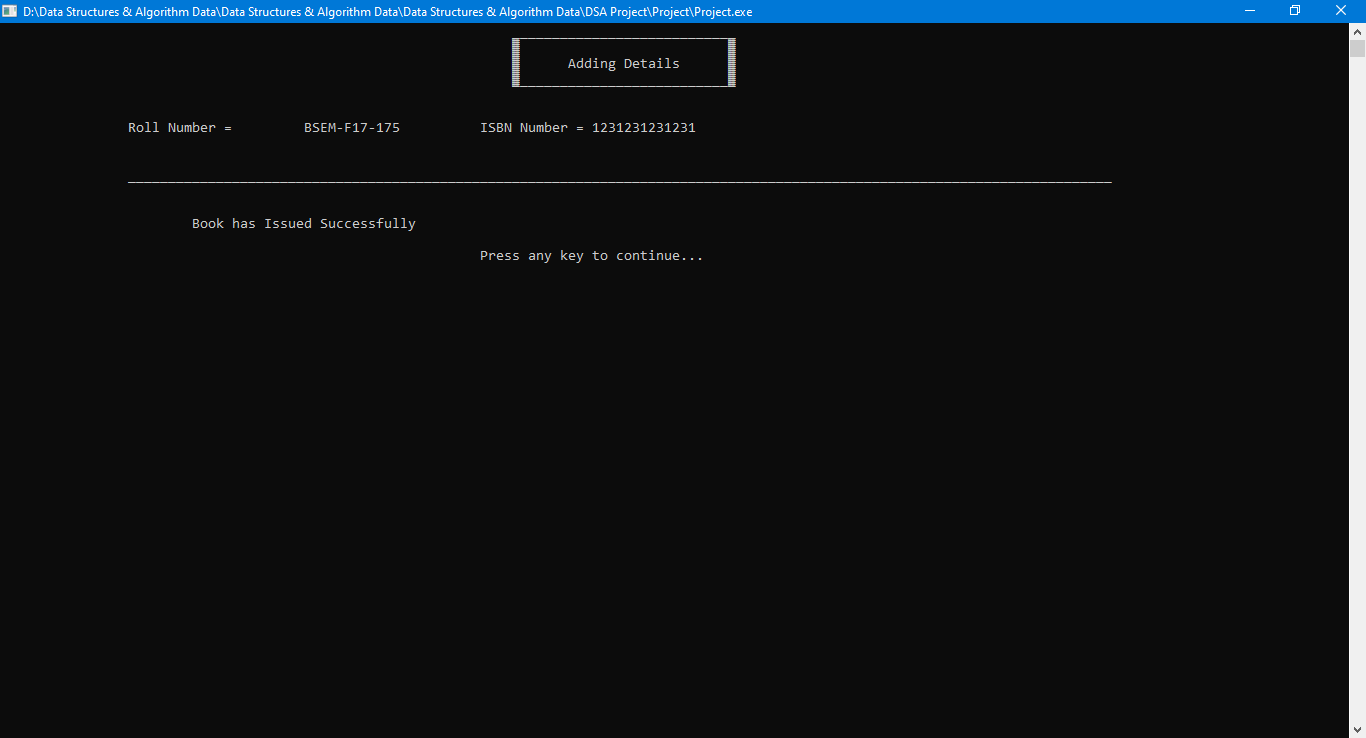 D:\Data Structures & Algorithm Data\Data Structures & Algorithm Data\Data Structures & Algorithm Data\DSA Project\Project\Project.exe
Adding Details
Roll Number = BSEM-F17-175 ISBN Number = 1231231231231
Book has Issued Successfully
Press any key to continue...